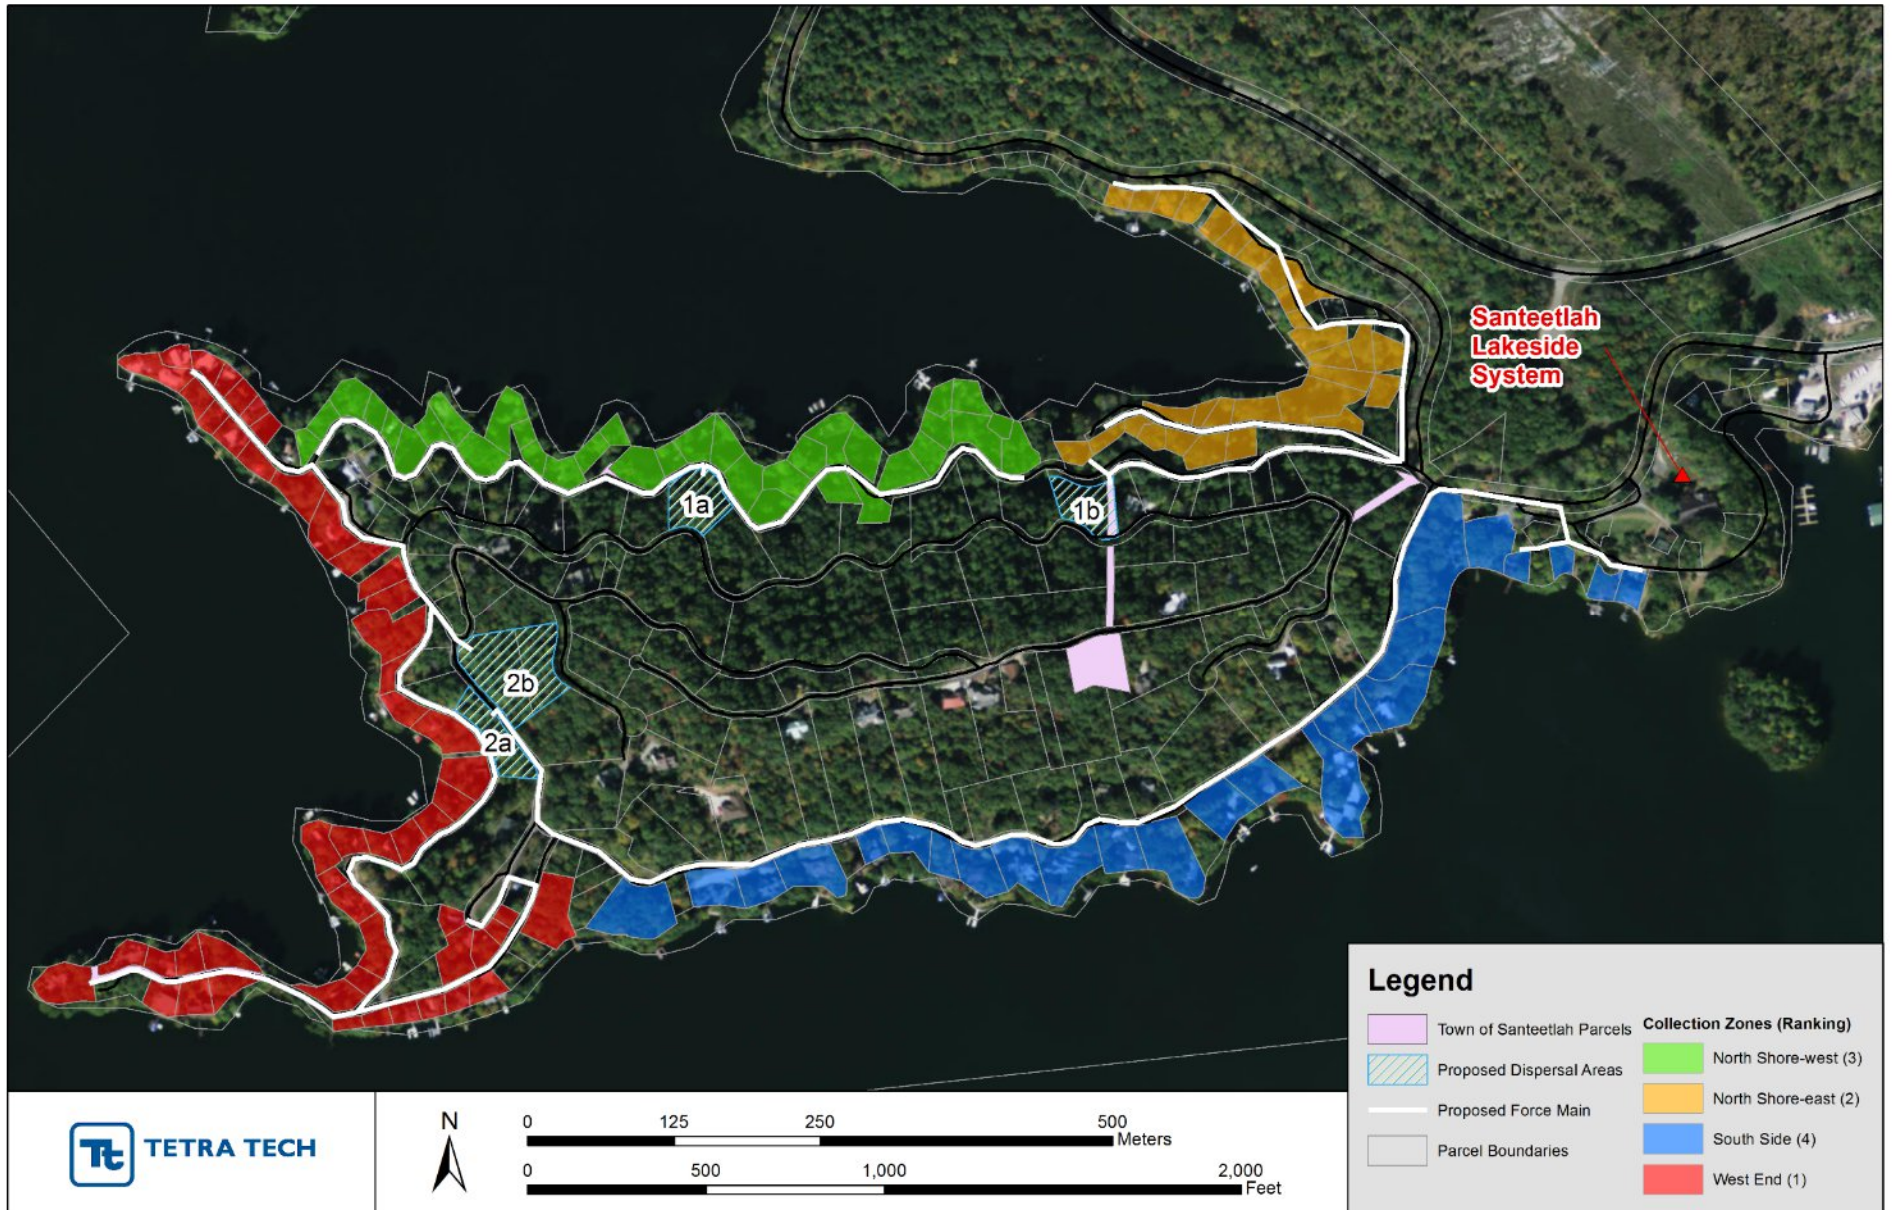 Santeetlah
Lakeside
System
1a
1b
2b
2a
Legend
Town of Santeetlah Parcels
Proposed Dispersal Areas
Proposed Force Main
Parcel Boundaries
Collection Zones (Ranking)
North Shore-west (3)
North Shore-east (2)
South Side (4)
West End (1)
Tt TETRA TECH
N
0 125 250 500
Meters
0 500 1,000 2,000
Feet